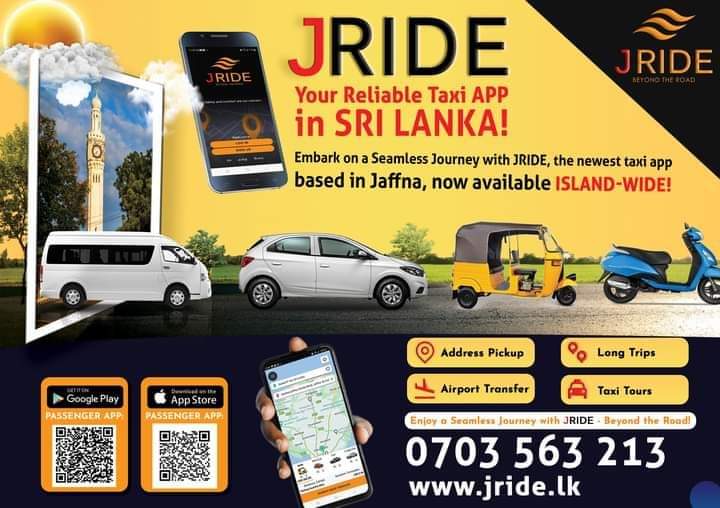 JRIDE
JRIDE
BEYOND THE ROAD
JRIDE
Your Reliable Taxi APP
in SRI LANKA!
Embark on a Seamless Journey with JRIDE, the newest taxi app
based in Jaffna, now available ISLAND-WIDE!
Address Pickup
Long Trips
Airport Transfer
Taxi Tours
GET IT ON
Google Play
PASSENGER APP:
Download on the
App Store
PASSENGER APP:
Enjoy a Seamless Journey with JRIDE - Beyond the Road!
0703 563 213
www.jride.lk